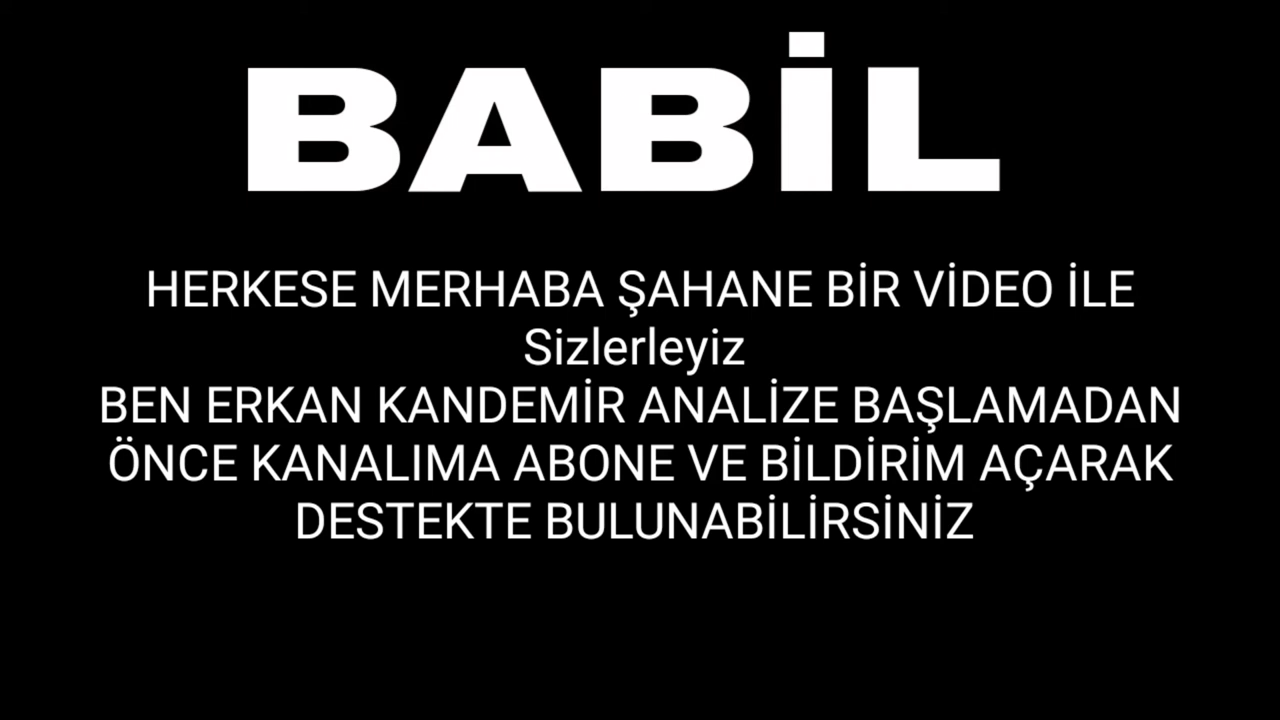 BABİL
HERKESE MERHABA ŞAHANE BİR VİDEO İLE
Sizlerleyiz
BEN ERKAN KANDEMİR ANALİZE BAŞLAMADAN
ÖNCE KANALIMA ABONE VE BİLDİRİM AÇARAK
DESTEKTE BULUNABİLİRSİNİZ